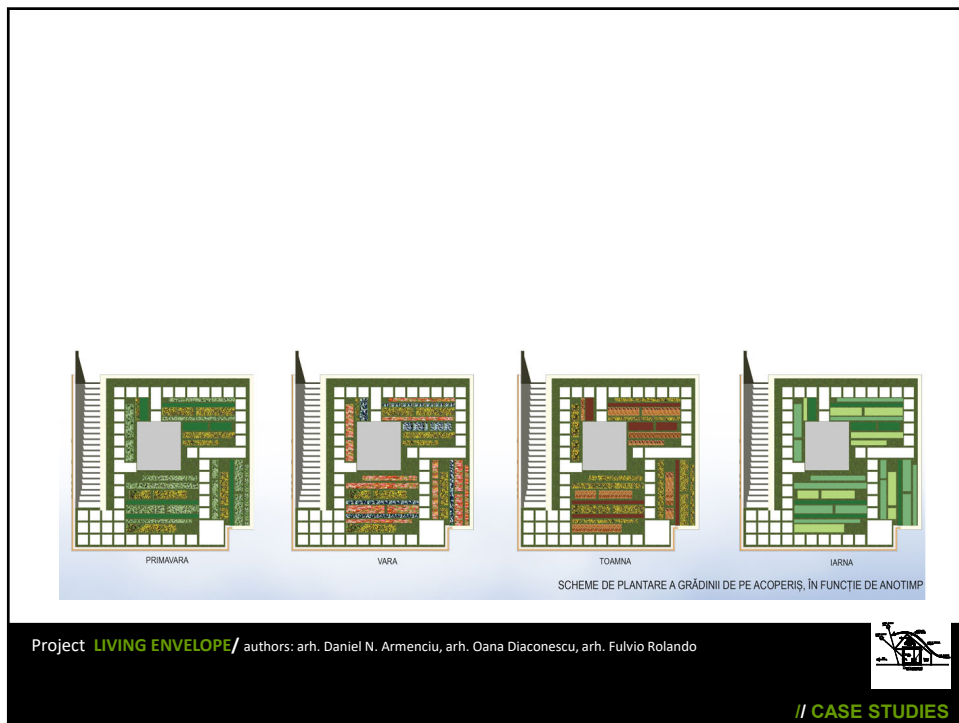 PRIMAVARA
VARA
TOAMNA
IARNA
SCHEME DE PLANTARE A GRĂDINII DE PE ACOPERIȘ, ÎN FUNCȚIE DE ANOTIMP
Project LIVING ENVELOPE/ authors: arh. Daniel N. Armenciu, arh. Oana Diaconescu, arh. Fulvio Rolando
// CASE STUDIES